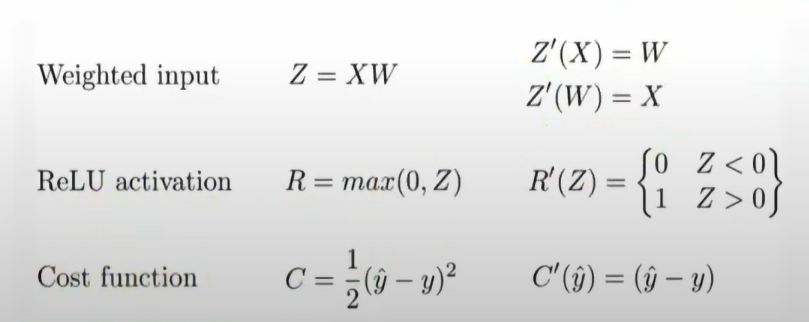 Weighted input Z = XW Z′(X) = W
Z′(W) = X
ReLU activation R = max(0, Z) R′(Z) = {0 Z < 0
1 Z > 0}
Cost function C = 1/2(ŷ − y)² C′(ŷ) = (ŷ − y)